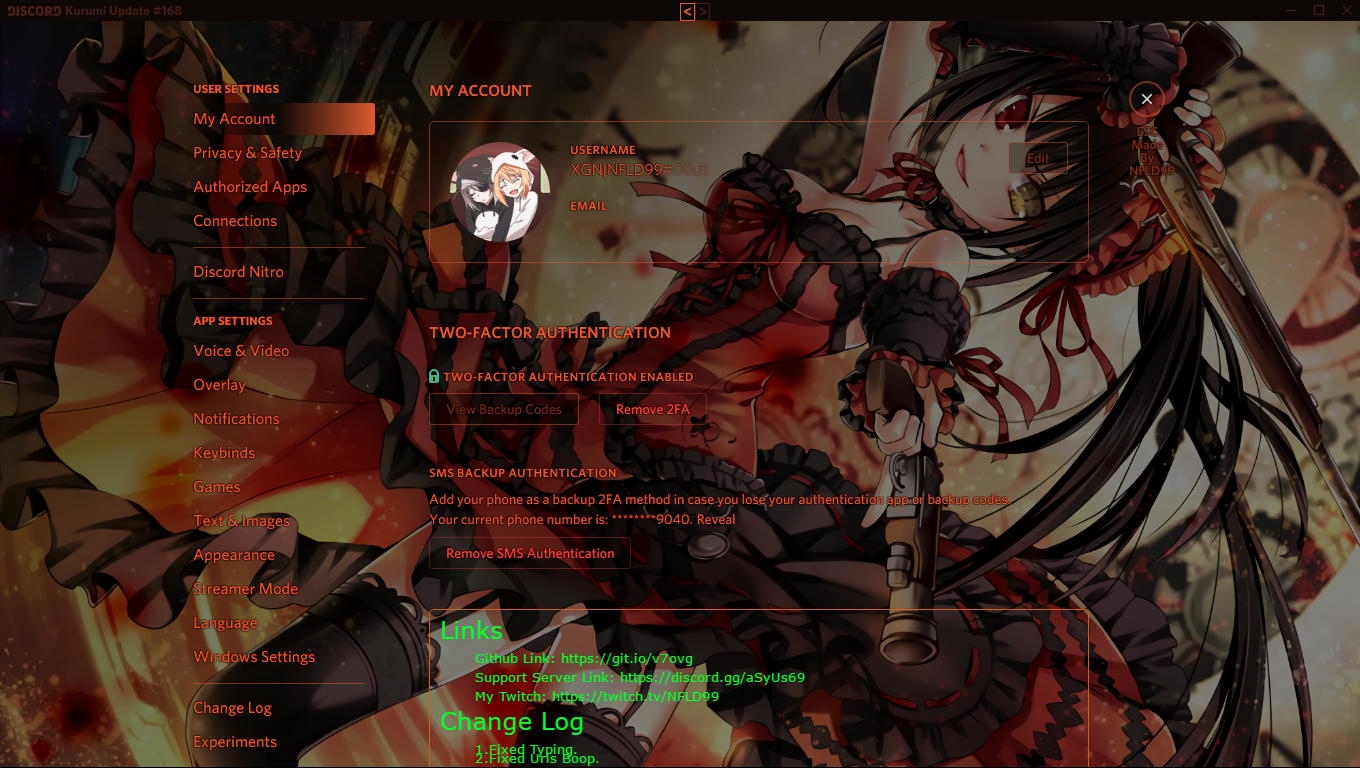 DISCORD Kurumi Update #168
< >
USER SETTINGS
My Account
Privacy & Safety
Authorized Apps
Connections
Discord Nitro
APP SETTINGS
Voice & Video
Overlay
Notifications
Keybinds
Games
Text & Images
Appearance
Streamer Mode
Language
Windows Settings
Change Log
Experiments
MY ACCOUNT
USERNAME
XGN|NFLD99#0001
EMAIL
Edit
ESC
Made
By
NFLD99
TWO-FACTOR AUTHENTICATION
TWO-FACTOR AUTHENTICATION ENABLED
View Backup Codes
Remove 2FA
SMS BACKUP AUTHENTICATION
Add your phone as a backup 2FA method in case you lose your authentication app or backup codes.
Your current phone number is: ********9040. Reveal
Remove SMS Authentication
Links
Github Link: https://git.io/v7ovg
Support Server Link: https://discord.gg/aSyUs69
My Twitch: https://twitch.tv/NFLD99
Change Log
1.Fixed Typing.
2.Fixed Urls Boop.